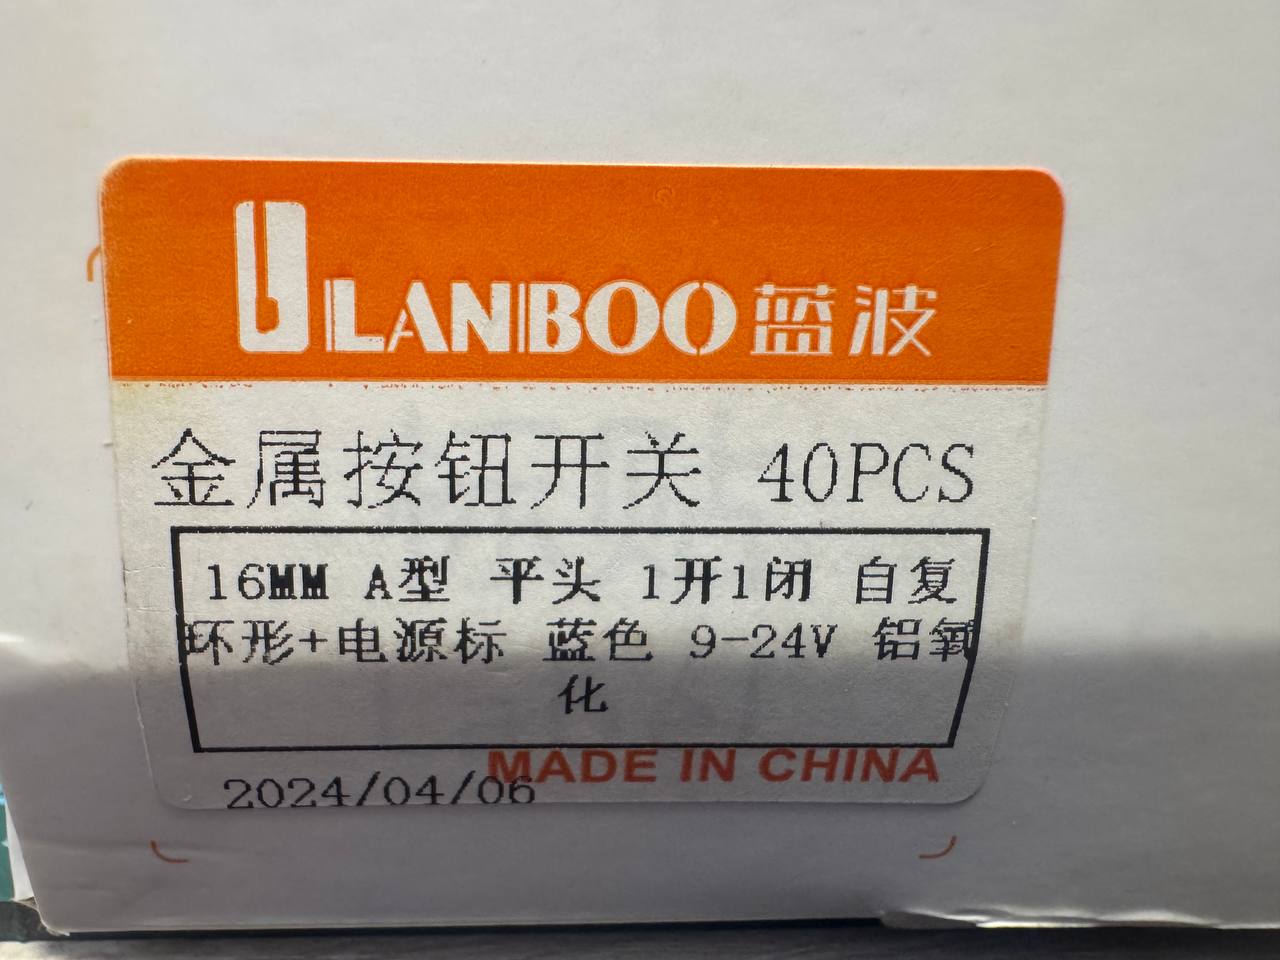 LANBOO蓝波
金属按钮开关 40PCS
16MM A型 平头 1开1闭 自复
环形+电源标 蓝色 9-24V 铝氧
化
MADE IN CHINA
2024/04/06